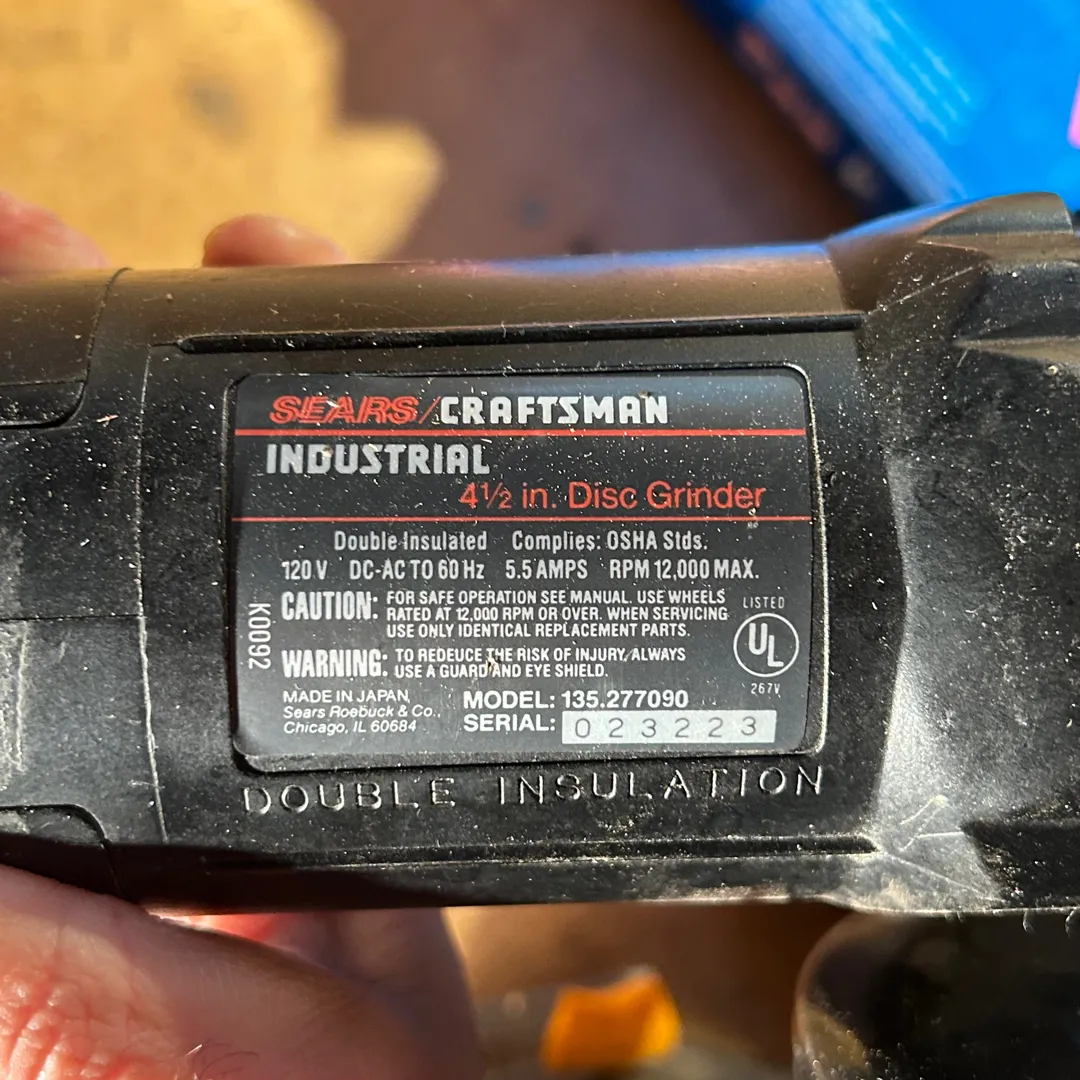 SEARS/CRAFTSMAN
INDUSTRIAL
4½ in. Disc Grinder
Double Insulated Complies: OSHA Stds.
120 V DC-AC TO 60 Hz 5.5 AMPS RPM 12,000 MAX.
CAUTION: FOR SAFE OPERATION SEE MANUAL. USE WHEELS
RATED AT 12,000 RPM OR OVER. WHEN SERVICING
USE ONLY IDENTICAL REPLACEMENT PARTS.
WARNING: TO REDEUCE THE RISK OF INJURY, ALWAYS
USE A GUARD AND EYE SHIELD.
K0092
LISTED
UL
267V
MADE IN JAPAN
Sears Roebuck & Co.,
Chicago, IL 60684
MODEL: 135.277090
SERIAL: 023223
DOUBLE INSULATION